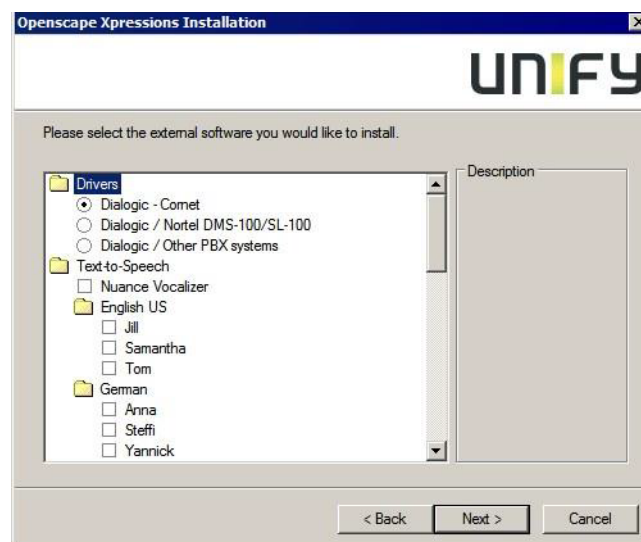 Openscape Xpressions Installation
UNIFY
Please select the external software you would like to install.
Description
Drivers
Dialogic - Cornet
Dialogic / Nortel DMS-100/SL-100
Dialogic / Other PBX systems
Text-to-Speech
Nuance Vocalizer
English US
Jill
Samantha
Tom
German
Anna
Steffi
Yannick
< Back
Next >
Cancel